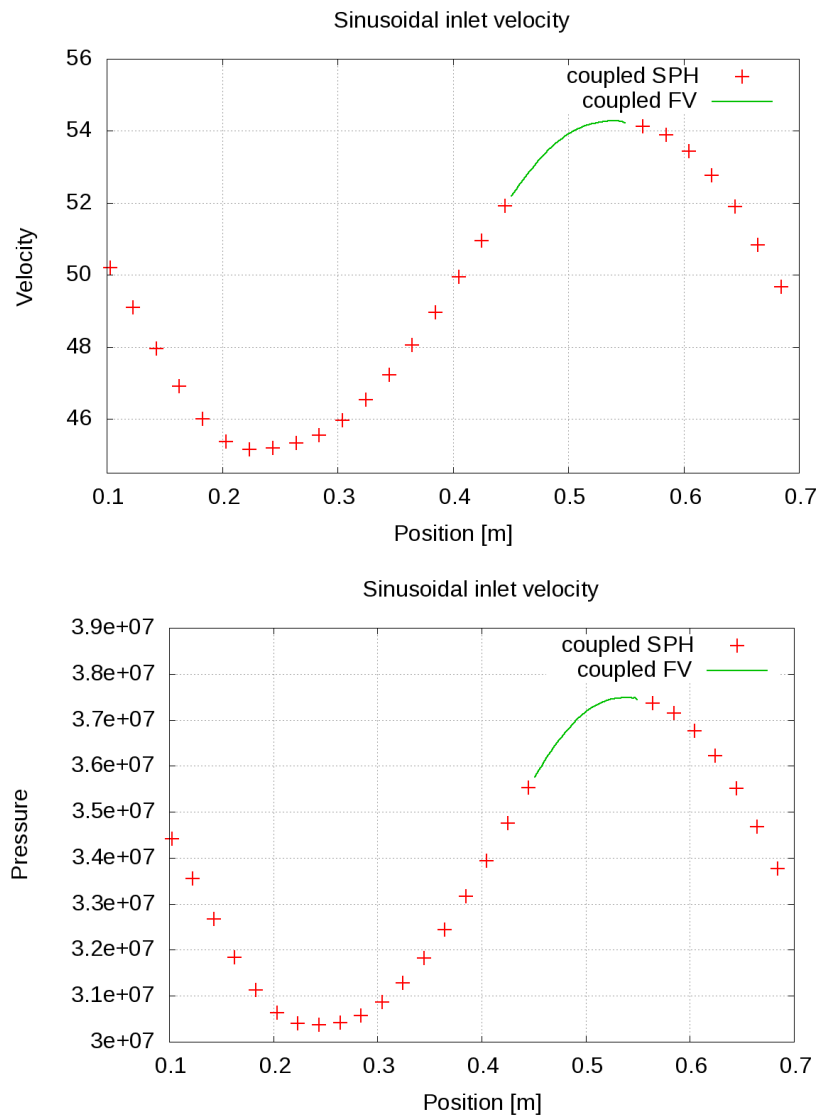 Sinusoidal inlet velocity
56
54
52
50
48
46
coupled SPH
coupled FV
Velocity
0.1 0.2 0.3 0.4 0.5 0.6 0.7
Position [m]
Sinusoidal inlet velocity
3.9e+07
3.8e+07
3.7e+07
3.6e+07
3.5e+07
3.4e+07
3.3e+07
3.2e+07
3.1e+07
3e+07
coupled SPH
coupled FV
Pressure
0.1 0.2 0.3 0.4 0.5 0.6 0.7
Position [m]